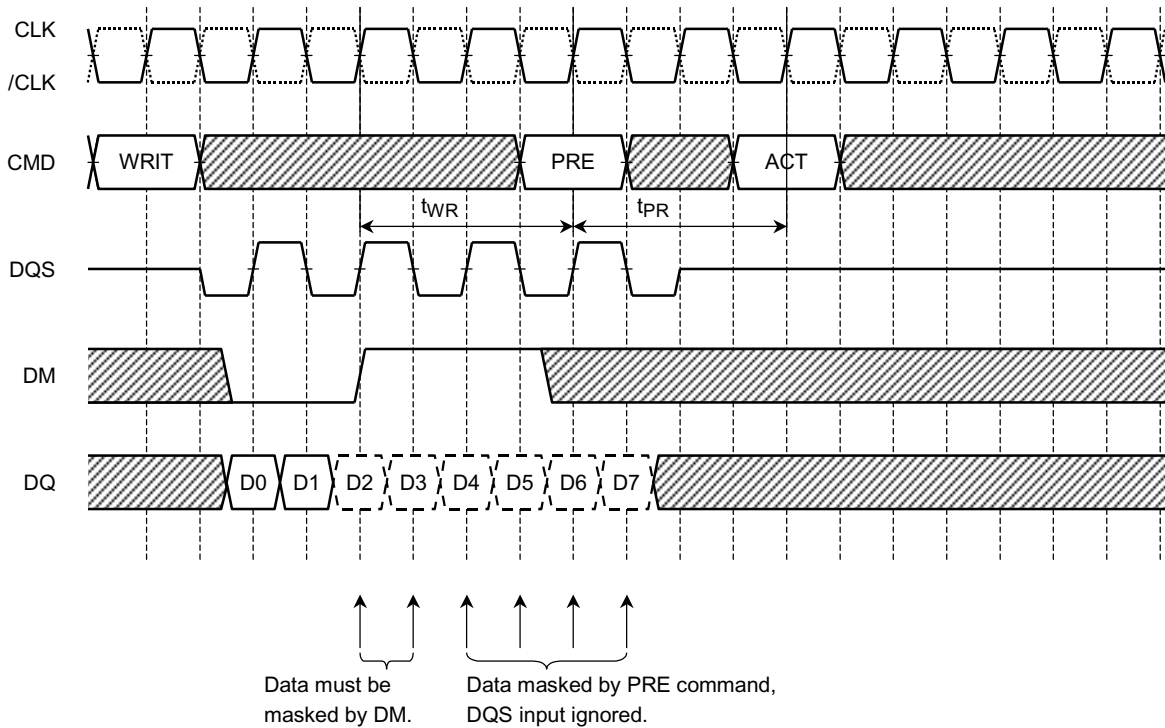 CLK
/CLK
CMD WRIT PRE ACT
tWR tPR
DQS
DM
DQ D0 D1 D2 D3 D4 D5 D6 D7
Data must be
masked by DM.
Data masked by PRE command,
DQS input ignored.